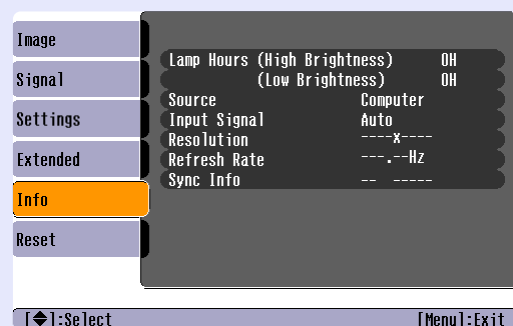 Image
Signal
Settings
Extended
Info
Reset
Lamp Hours (High Brightness) 0H
(Low Brightness) 0H
Source Computer
Input Signal Auto
Resolution ----x----
Refresh Rate ---.--Hz
Sync Info -- -----
[◆]:Select [Menu]:Exit